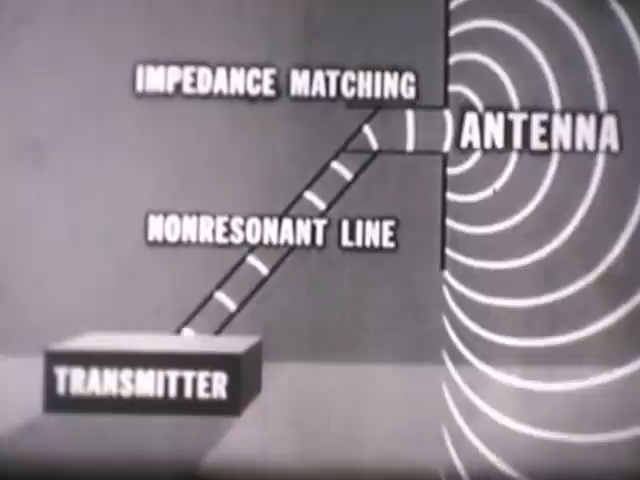 IMPEDANCE MATCHING
ANTENNA
NONRESONANT LINE
TRANSMITTER